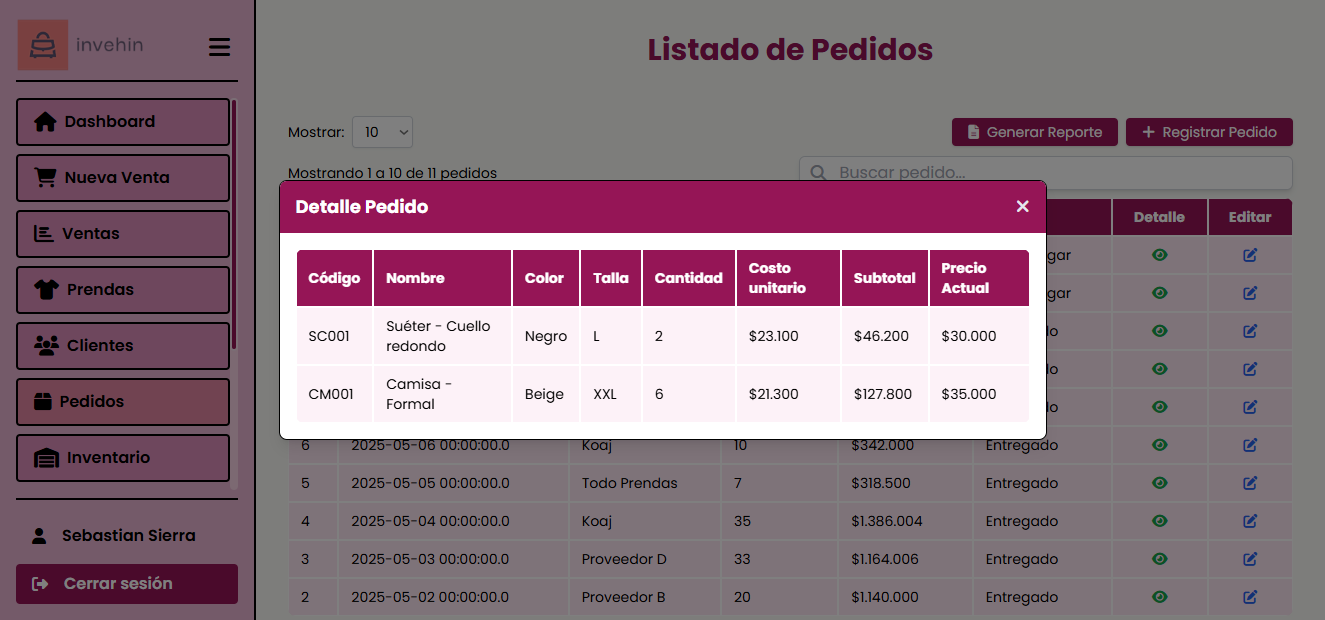 invehin
Dashboard
Nueva Venta
Ventas
Prendas
Clientes
Pedidos
Inventario
Sebastian Sierra
Cerrar sesión
Listado de Pedidos
Mostrar: 10
Generar Reporte
Registrar Pedido
Mostrando 1 a 10 de 11 pedidos
Buscar pedido...
Detalle Pedido
Código Nombre Color Talla Cantidad Costo unitario Subtotal Precio Actual
SC001 Suéter - Cuello redondo Negro L 2 $23.100 $46.200 $30.000
CM001 Camisa - Formal Beige XXL 6 $21.300 $127.800 $35.000
Detalle Editar
6 2025-05-06 00:00:00.0 Koaj 10 $342.000 Entregado
5 2025-05-05 00:00:00.0 Todo Prendas 7 $318.500 Entregado
4 2025-05-04 00:00:00.0 Koaj 35 $1.386.004 Entregado
3 2025-05-03 00:00:00.0 Proveedor D 33 $1.164.006 Entregado
2 2025-05-02 00:00:00.0 Proveedor B 20 $1.140.000 Entregado